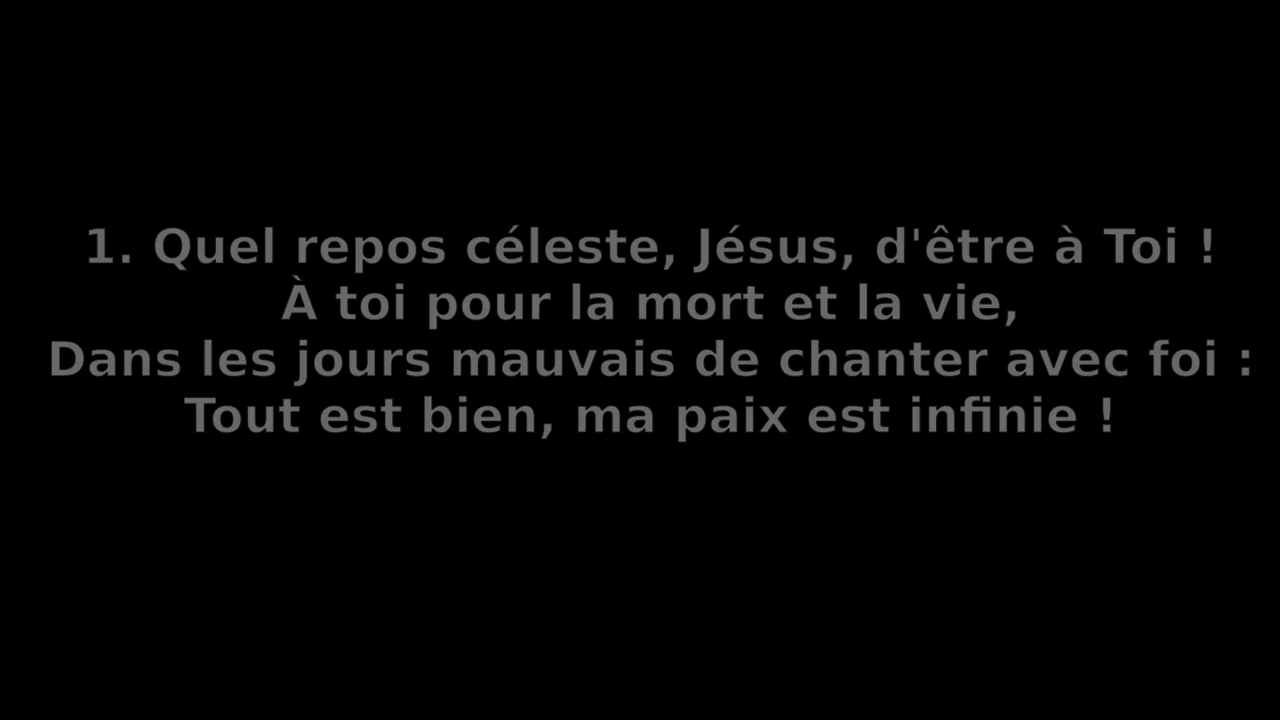 1. Quel repos céleste, Jésus, d'être à Toi !
À toi pour la mort et la vie,
Dans les jours mauvais de chanter avec foi :
Tout est bien, ma paix est infinie !